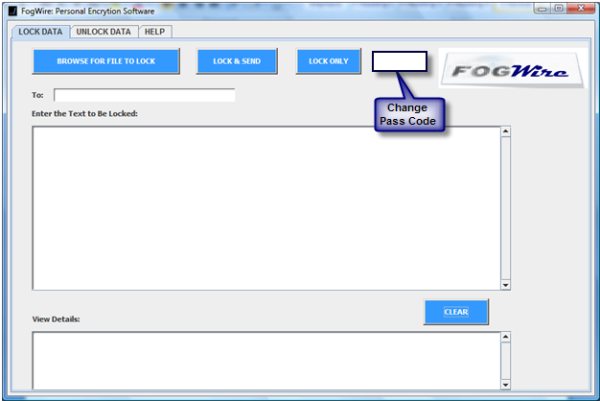 FogWire: Personal Encrytion Software
LOCK DATA UNLOCK DATA HELP
BROWSE FOR FILE TO LOCK LOCK & SEND LOCK ONLY
FOGWire
To:
Change
Pass Code
Enter the Text to Be Locked:
CLEAR
View Details: